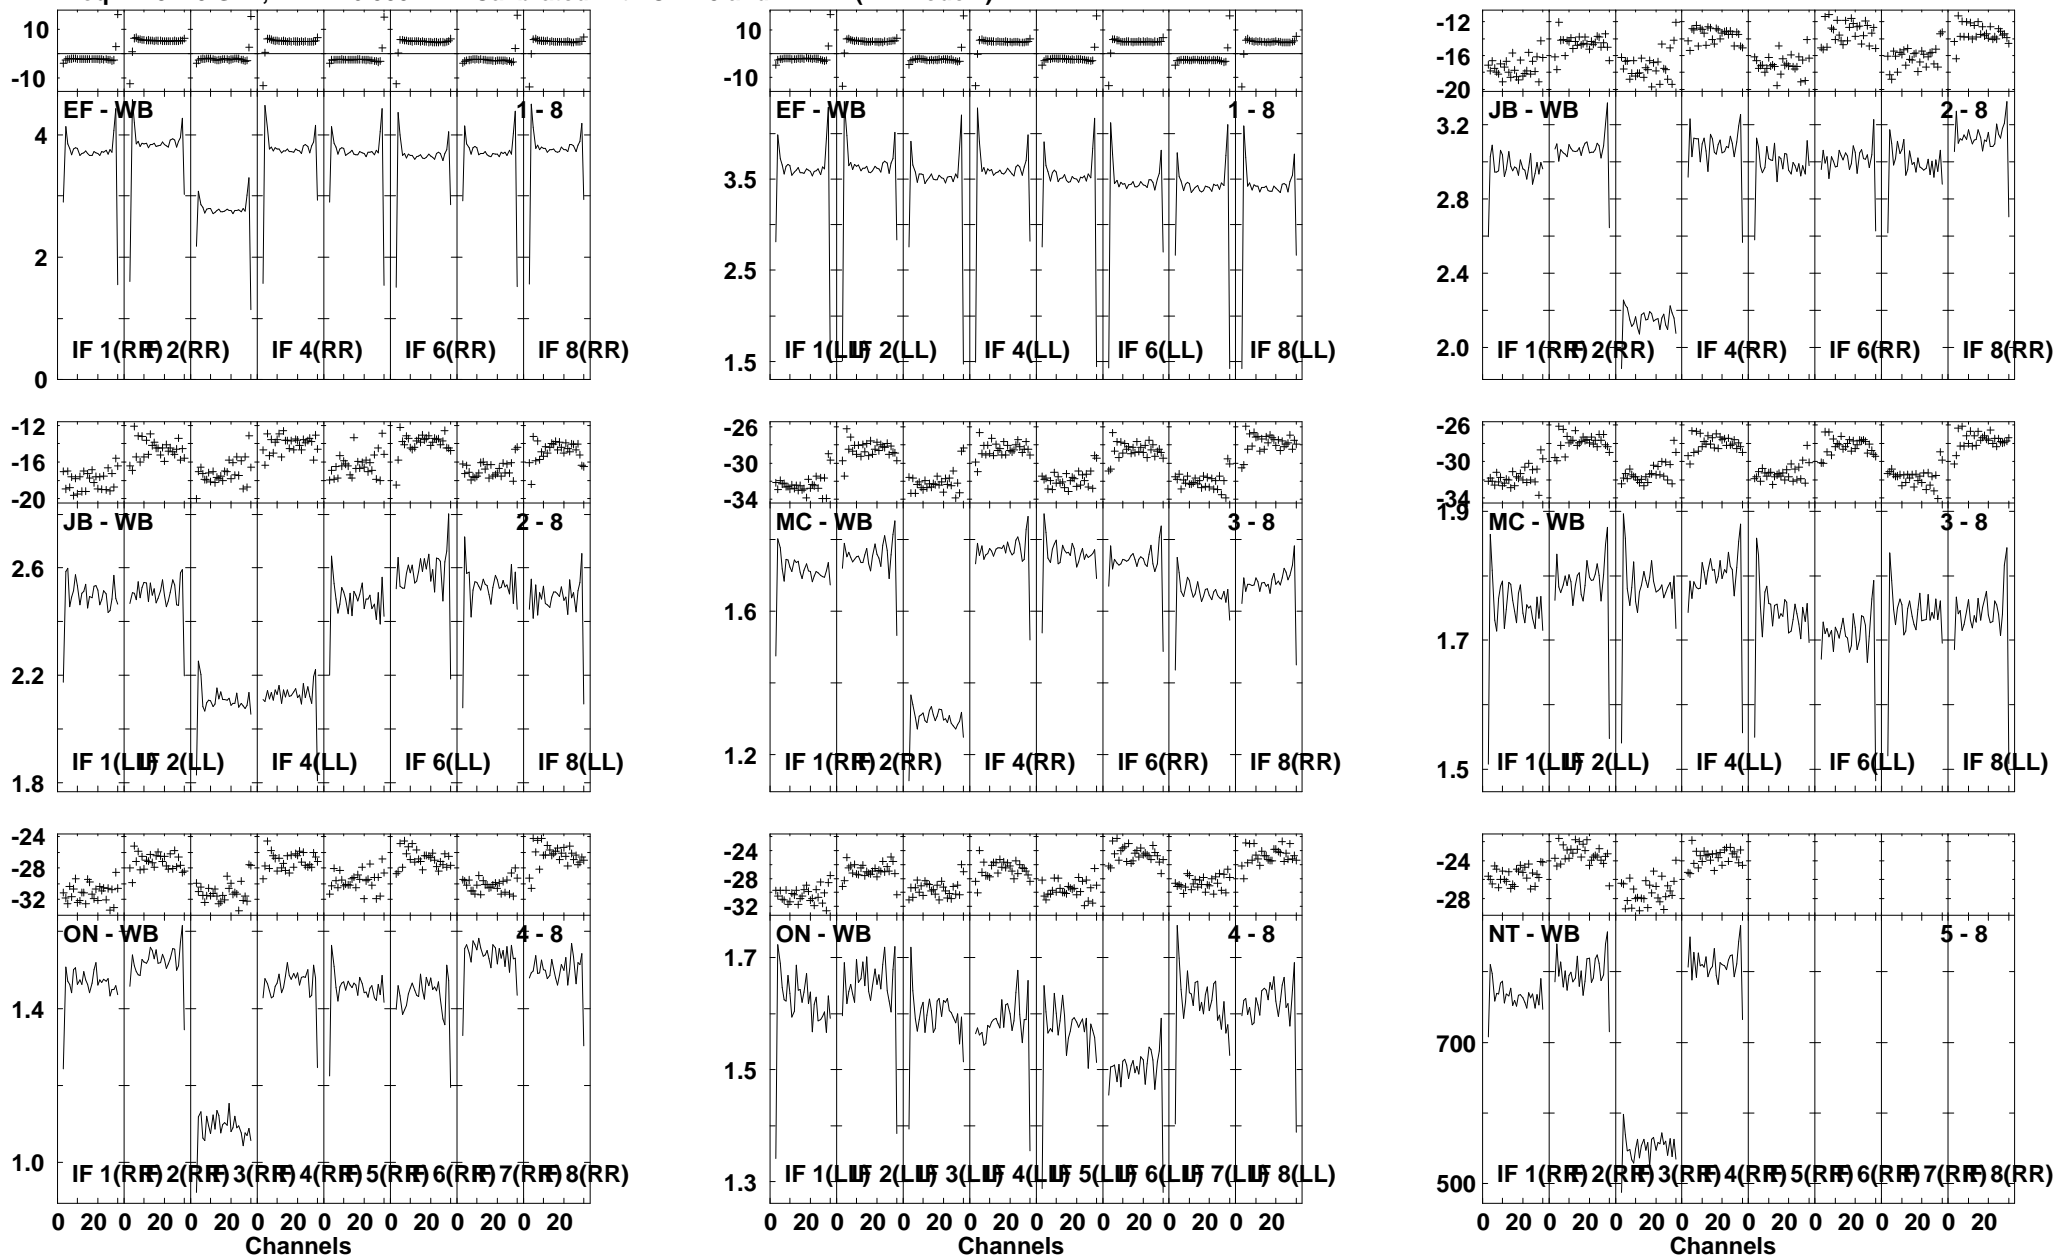 10
-10
EF - WB 1 - 8
4
2
0
IF 1(RR) IF 2(RR) IF 4(RR) IF 6(RR) IF 8(RR)
10
-10
EF - WB 1 - 8
3.5
2.5
1.5
IF 1(LL) IF 2(LL) IF 4(LL) IF 6(LL) IF 8(LL)
-12
-16
-20
JB - WB 2 - 8
3.2
2.8
2.4
2.0
IF 1(RR) IF 2(RR) IF 4(RR) IF 6(RR) IF 8(RR)
-12
-16
-20
JB - WB 2 - 8
2.6
2.2
1.8
IF 1(LL) IF 2(LL) IF 4(LL) IF 6(LL) IF 8(LL)
-26
-30
-34
MC - WB 3 - 8
1.6
1.2
IF 1(RR) IF 2(RR) IF 4(RR) IF 6(RR) IF 8(RR)
-26
-30
-34
1.9
MC - WB 3 - 8
1.7
1.5
IF 1(LL) IF 2(LL) IF 4(LL) IF 6(LL) IF 8(LL)
-24
-28
-32
ON - WB 4 - 8
1.4
1.0
IF 1(RR) IF 2(RR) IF 3(RR) IF 4(RR) IF 5(RR) IF 6(RR) IF 7(RR) IF 8(RR)
0 20 0 20 0 20 0 20 0 20 0 20 0 20 0 20
Channels
-24
-28
-32
ON - WB 4 - 8
1.7
1.5
1.3
IF 1(LL) IF 2(LL) IF 3(LL) IF 4(LL) IF 5(LL) IF 6(LL) IF 7(LL) IF 8(LL)
0 20 0 20 0 20 0 20 0 20 0 20 0 20 0 20
Channels
-24
-28
NT - WB 5 - 8
700
500
IF 1(RR) IF 2(RR) IF 3(RR) IF 4(RR) IF 5(RR) IF 6(RR) IF 7(RR) IF 8(RR)
0 20 0 20 0 20 0 20 0 20 0 20 0 20 0 20
Channels